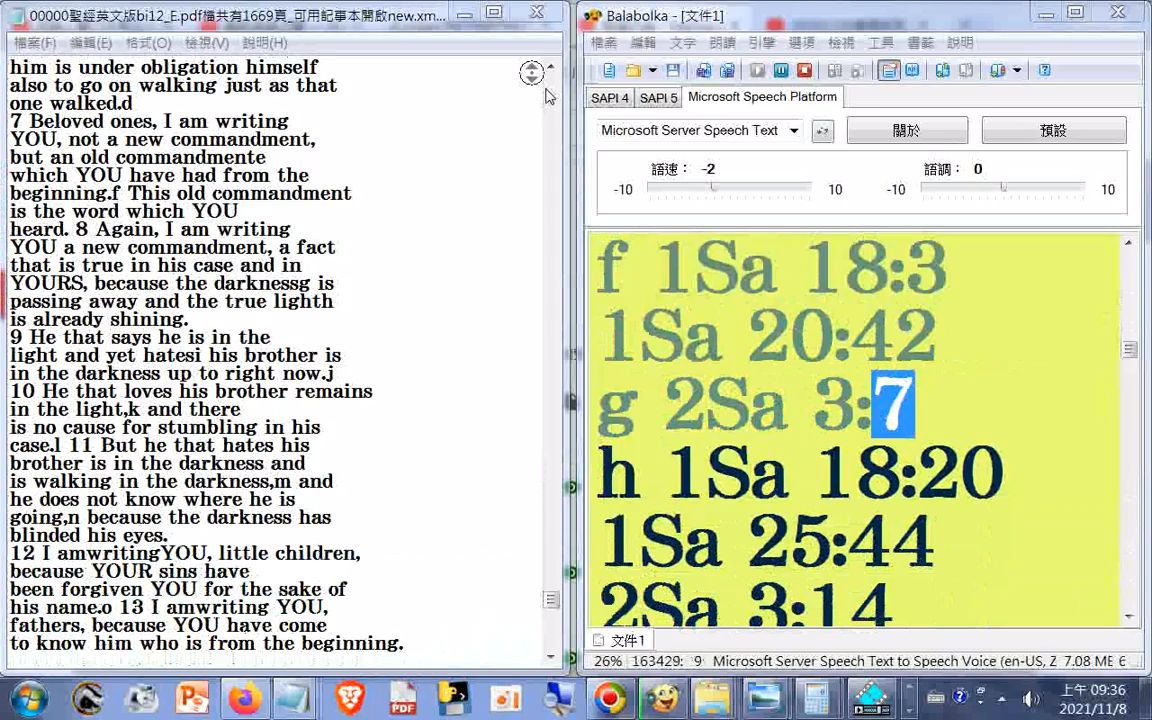 00000聖經英文版bi12_E.pdf檔共有1669頁_可用記事本開啟new.xm...
檔案(F) 編輯(E) 格式(O) 檢視(V) 說明(H)
him is under obligation himself
also to go on walking just as that
one walked.d
7 Beloved ones, I am writing
YOU, not a new commandment,
but an old commandmente
which YOU have had from the
beginning.f This old commandment
is the word which YOU
heard. 8 Again, I am writing
YOU a new commandment, a fact
that is true in his case and in
YOURS, because the darknessg is
passing away and the true lighth
is already shining.
9 He that says he is in the
light and yet hatesi his brother is
in the darkness up to right now.j
10 He that loves his brother remains
in the light,k and there
is no cause for stumbling in his
case.l 11 But he that hates his
brother is in the darkness and
is walking in the darkness,m and
he does not know where he is
going,n because the darkness has
blinded his eyes.
12 I amwritingYOU, little children,
because YOUR sins have
been forgiven YOU for the sake of
his name.o 13 I amwriting YOU,
fathers, because YOU have come
to know him who is from the beginning.
Balabolka - [文件1]
檔案 編輯 文字 朗讀 引擎 選項 檢視 工具 書籤 說明
SAPI 4 SAPI 5 Microsoft Speech Platform
Microsoft Server Speech Text 關於 預設
語速: -2 語調: 0
-10 10 -10 10
f 1Sa 18:3
1Sa 20:42
g 2Sa 3:7
h 1Sa 18:20
1Sa 25:44
2Sa 3:14
文件1
26% 163429: 9 Microsoft Server Speech Text to Speech Voice (en-US, Z 7.08 MB 6
PDF
上午 09:36
2021/11/8